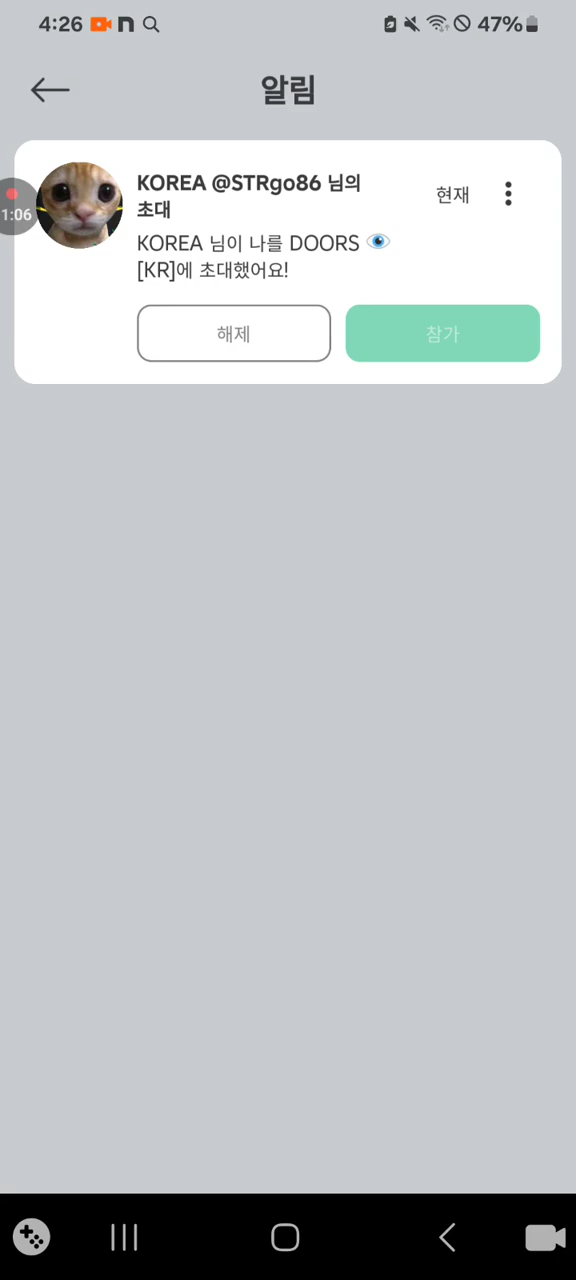 4:26
47%
알림
1:06
KOREA @STRgo86 님의
초대
현재
KOREA 님이 나를 DOORS 👁️
[KR]에 초대했어요!
해제
참가